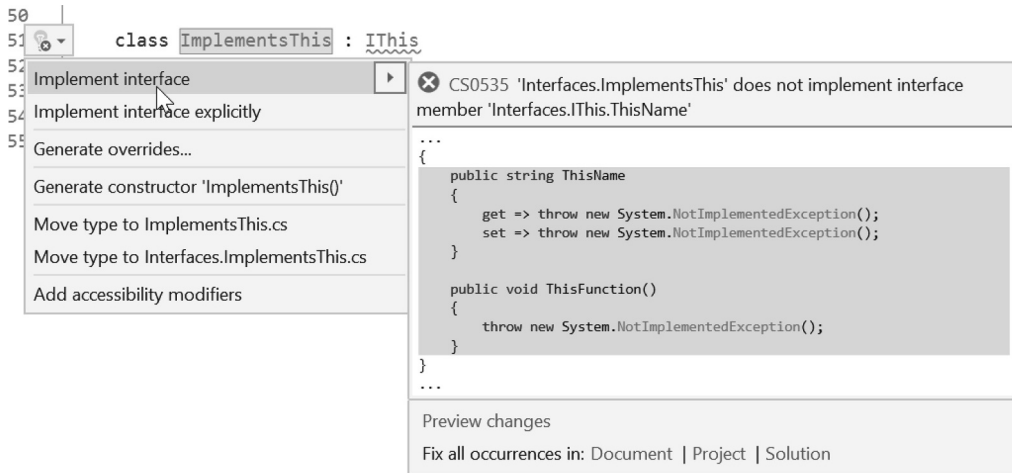 50
51 class ImplementsThis : IThis
52
53
54
55
Implement interface
Implement interface explicitly
Generate overrides...
Generate constructor 'ImplementsThis()'
Move type to ImplementsThis.cs
Move type to Interfaces.ImplementsThis.cs
Add accessibility modifiers
CS0535 'Interfaces.ImplementsThis' does not implement interface
member 'Interfaces.IThis.ThisName'
...
{
public string ThisName
{
get => throw new System.NotImplementedException();
set => throw new System.NotImplementedException();
}
public void ThisFunction()
{
throw new System.NotImplementedException();
}
}
...
Preview changes
Fix all occurrences in: Document | Project | Solution